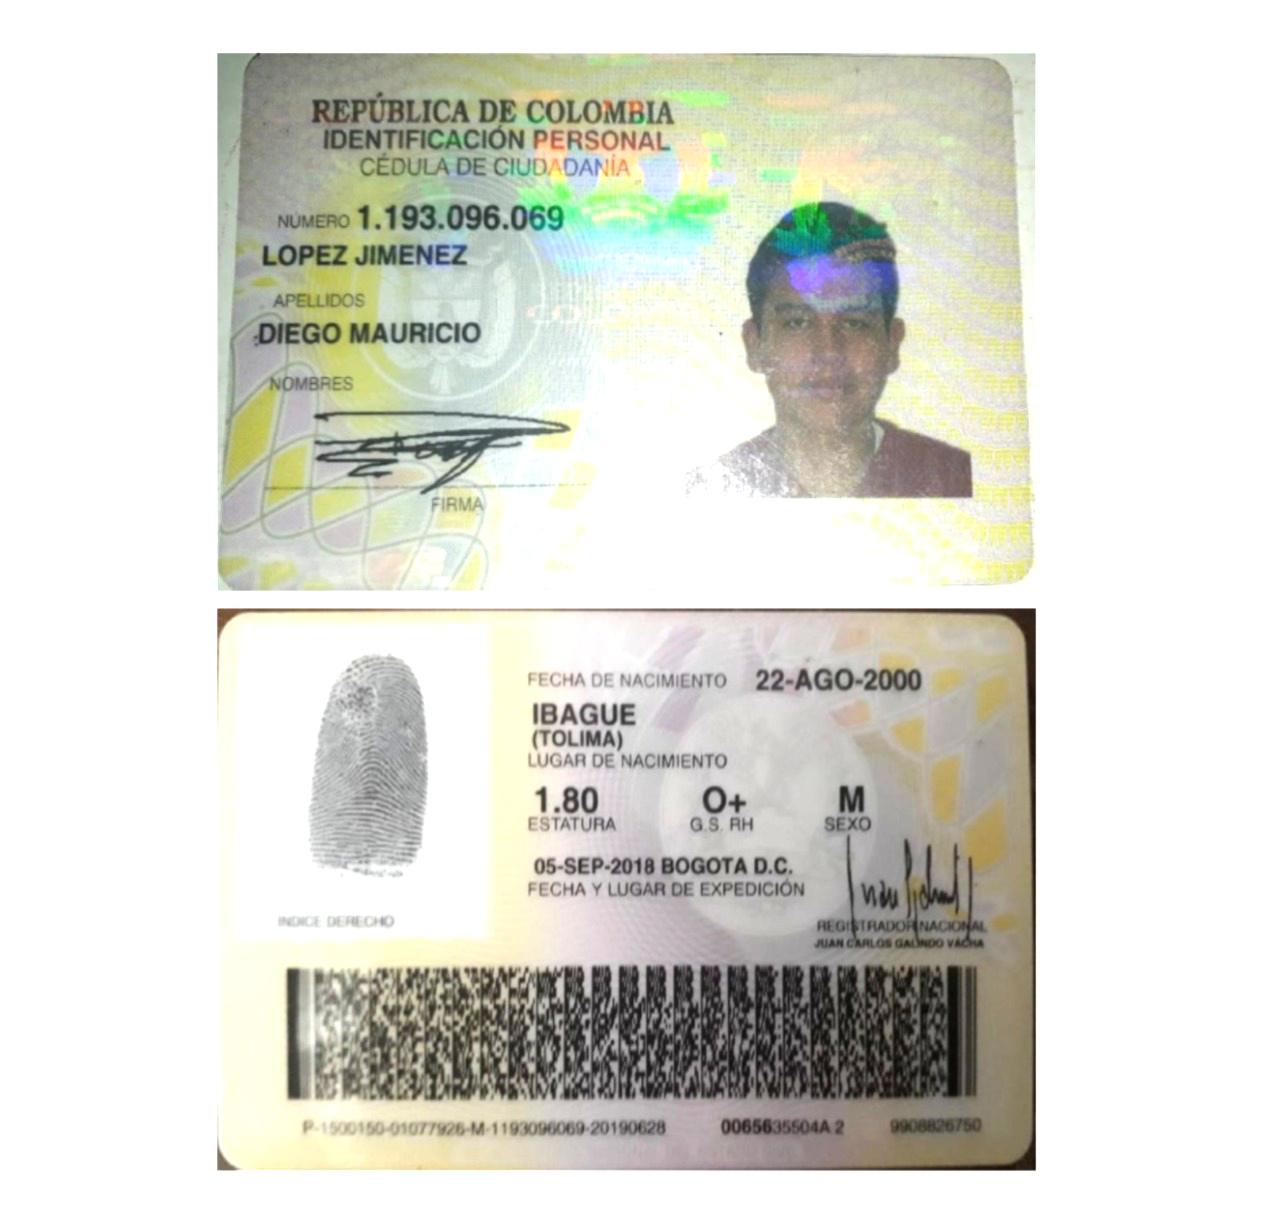 REPÚBLICA DE COLOMBIA
IDENTIFICACIÓN PERSONAL
CÉDULA DE CIUDADANÍA
NÚMERO 1.193.096.069
LOPEZ JIMENEZ
APELLIDOS
DIEGO MAURICIO
NOMBRES
FIRMA
FECHA DE NACIMIENTO 22-AGO-2000
IBAGUE
(TOLIMA)
LUGAR DE NACIMIENTO
1.80 O+ M
ESTATURA G.S. RH SEXO
05-SEP-2018 BOGOTA D.C.
FECHA Y LUGAR DE EXPEDICIÓN
INDICE DERECHO
REGISTRADOR NACIONAL
JUAN CARLOS GALINDO VACHA
P-1500150-01077926-M-1193096069-20190628 0065635504A 2 9908826750